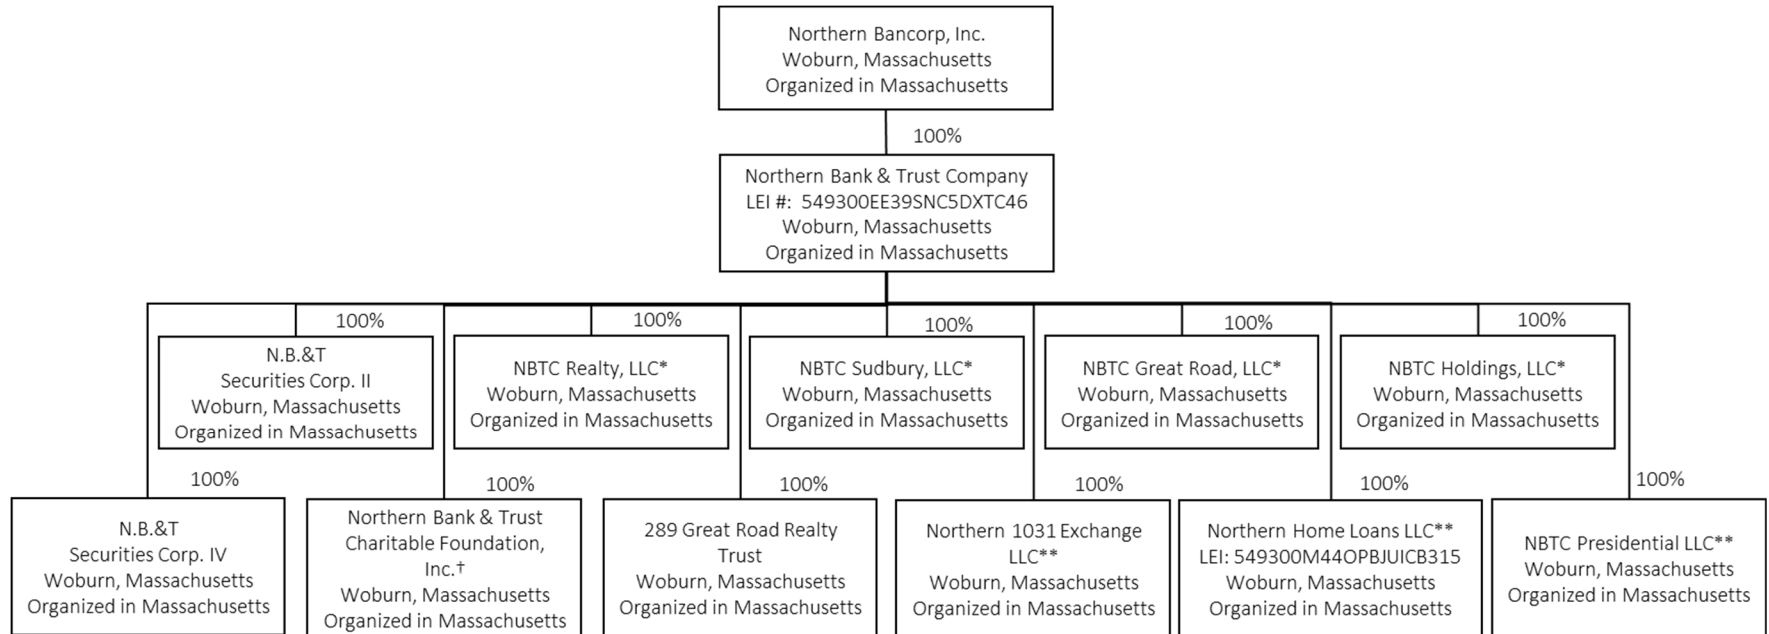 Northern Bancorp, Inc.
Woburn, Massachusetts
Organized in Massachusetts
100%
Northern Bank & Trust Company
LEI #: 549300EE39SNC5DXTC46
Woburn, Massachusetts
Organized in Massachusetts
100%
N.B.&T
Securities Corp. II
Woburn, Massachusetts
Organized in Massachusetts
100%
NBTC Realty, LLC*
Woburn, Massachusetts
Organized in Massachusetts
100%
NBTC Sudbury, LLC*
Woburn, Massachusetts
Organized in Massachusetts
100%
NBTC Great Road, LLC*
Woburn, Massachusetts
Organized in Massachusetts
100%
NBTC Holdings, LLC*
Woburn, Massachusetts
Organized in Massachusetts
100%
N.B.&T
Securities Corp. IV
Woburn, Massachusetts
Organized in Massachusetts
100%
Northern Bank & Trust
Charitable Foundation,
Inc.†
Woburn, Massachusetts
Organized in Massachusetts
100%
289 Great Road Realty
Trust
Woburn, Massachusetts
Organized in Massachusetts
100%
Northern 1031 Exchange
LLC**
Woburn, Massachusetts
Organized in Massachusetts
100%
Northern Home Loans LLC**
LEI: 549300M44OPBJUICB315
Woburn, Massachusetts
Organized in Massachusetts
100%
NBTC Presidential LLC**
Woburn, Massachusetts
Organized in Massachusetts